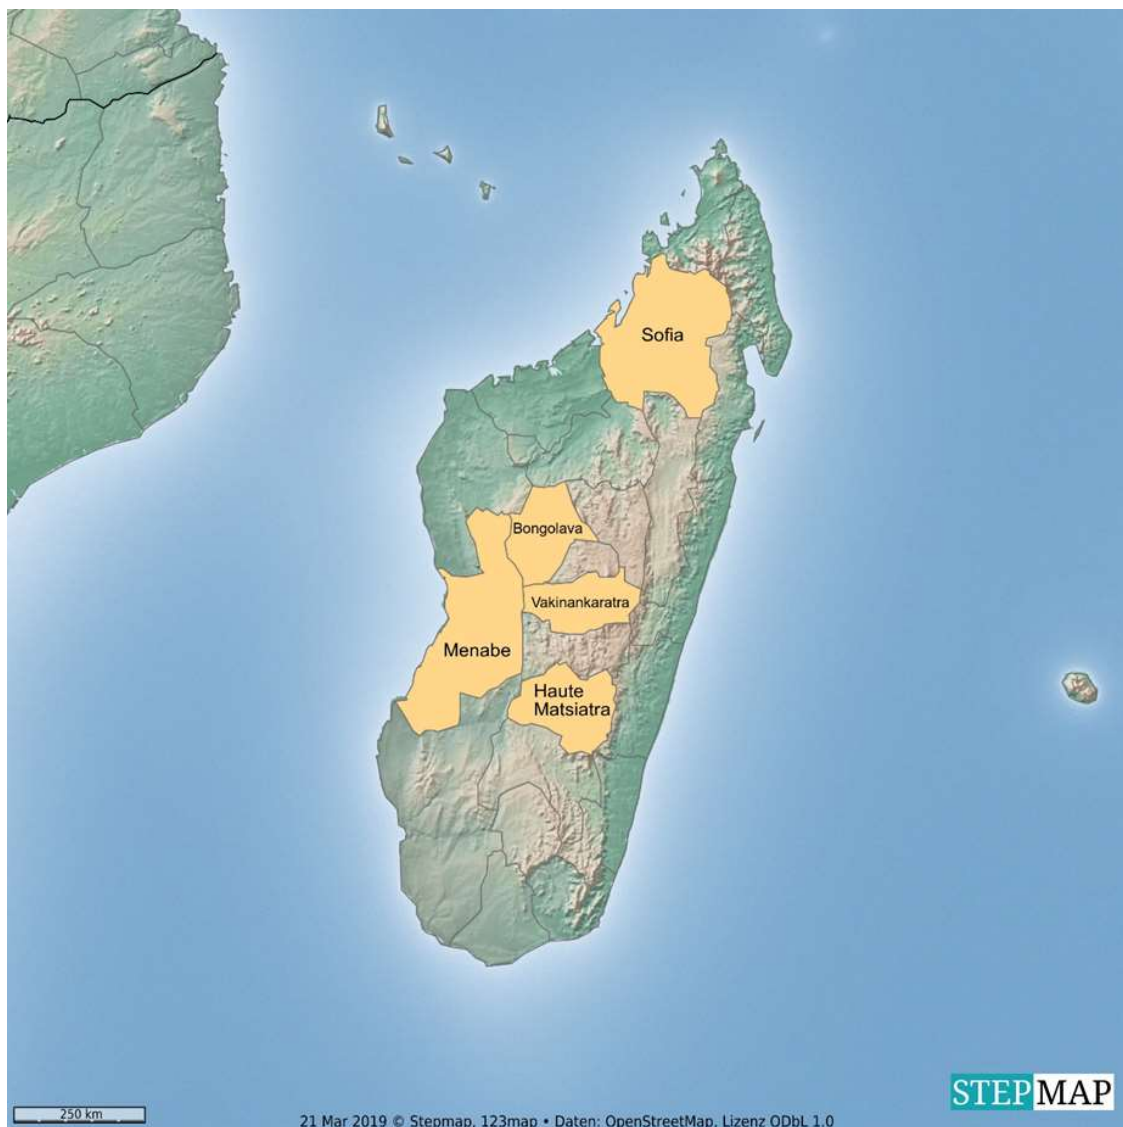 Sofia
Bongolava
Vakinankaratra
Menabe
Haute
Matsiatra
STEPMAP
250 km
21 Mar 2019 © Stepmap, 123map • Daten: OpenStreetMap, Lizenz ODbL 1.0